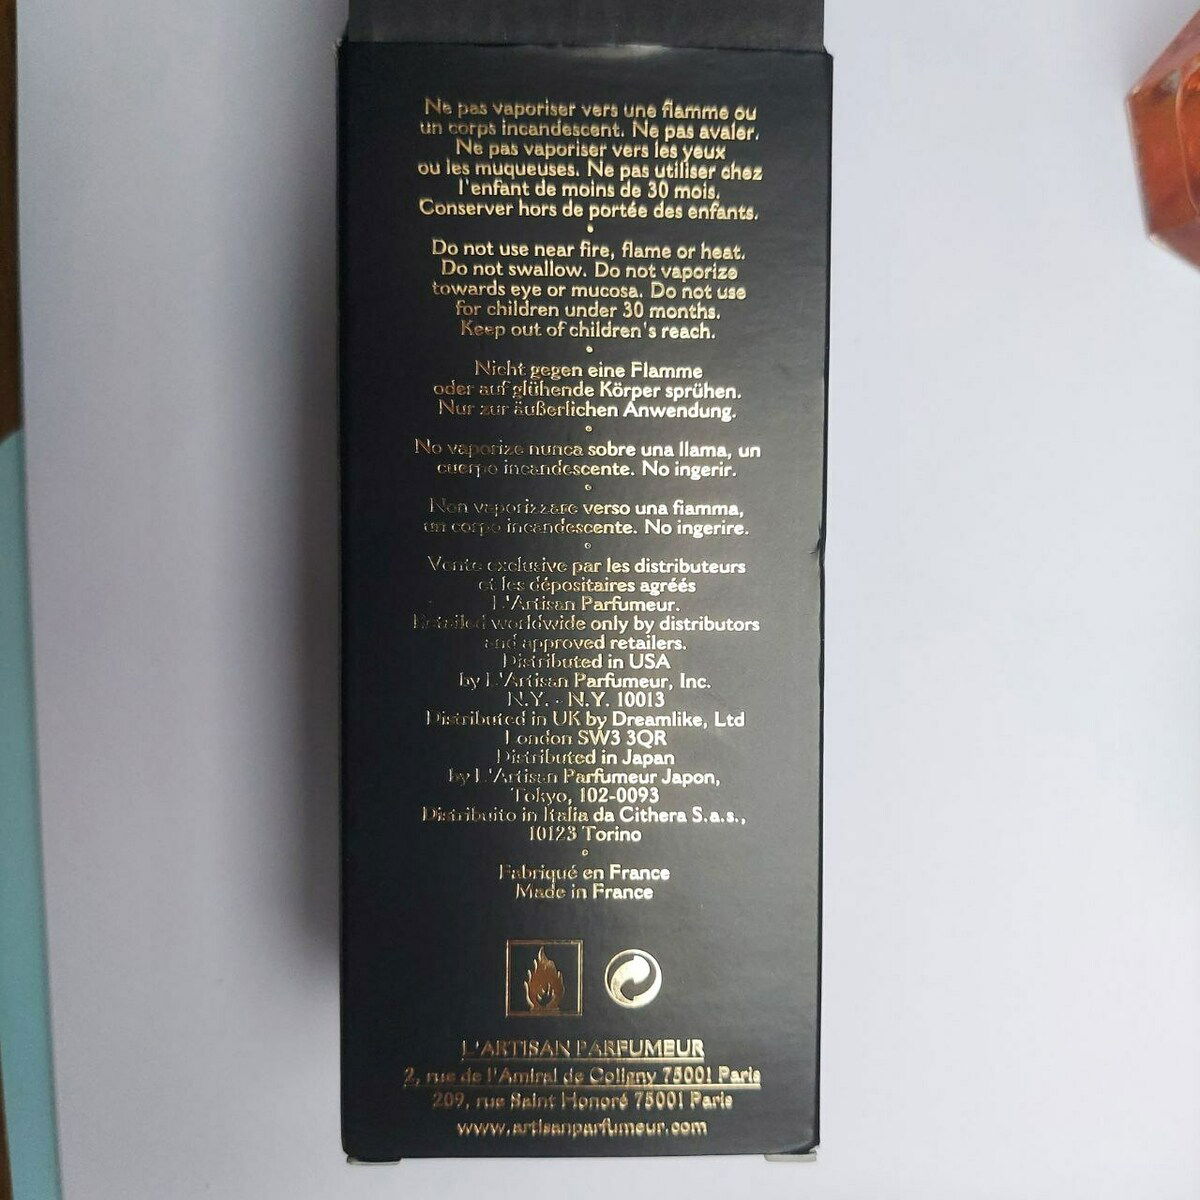 Ne pas vaporiser vers une flamme ou
un corps incandescent. Ne pas avaler.
Ne pas vaporiser vers les yeux
ou les muqueuses. Ne pas utiliser chez
l'enfant de moins de 30 mois.
Conserver hors de portée des enfants.
Do not use near fire, flame or heat.
Do not swallow. Do not vaporize
towards eye or mucosa. Do not use
for children under 30 months.
Keep out of children's reach.
Nicht gegen eine Flamme
oder auf glühende Körper sprühen.
Nur zur äußerlichen Anwendung.
No vaporize nunca sobre una llama, un
cuerpo incandescente. No ingerir.
Non vaporizzare verso una fiamma,
un corpo incandescente. No ingerire.
Vente exclusive par les distributeurs
et les dépositaires agréés
L'Artisan Parfumeur.
Retailed worldwide only by distributors
and approved retailers.
Distributed in USA
by L'Artisan Parfumeur, Inc.
N.Y. - N.Y. 10013
Distributed in UK by Dreamlike, Ltd
London SW3 3QR
Distributed in Japan
by L'Artisan Parfumeur Japon,
Tokyo, 102-0093
Distribuito in Italia da Cithera S.a.s.,
10123 Torino
Fabriqué en France
Made in France
L'ARTISAN PARFUMEUR
2, rue de l'Amiral de Coligny 75001 Paris
209, rue Saint Honoré 75001 Paris
www.artisanparfumeur.com